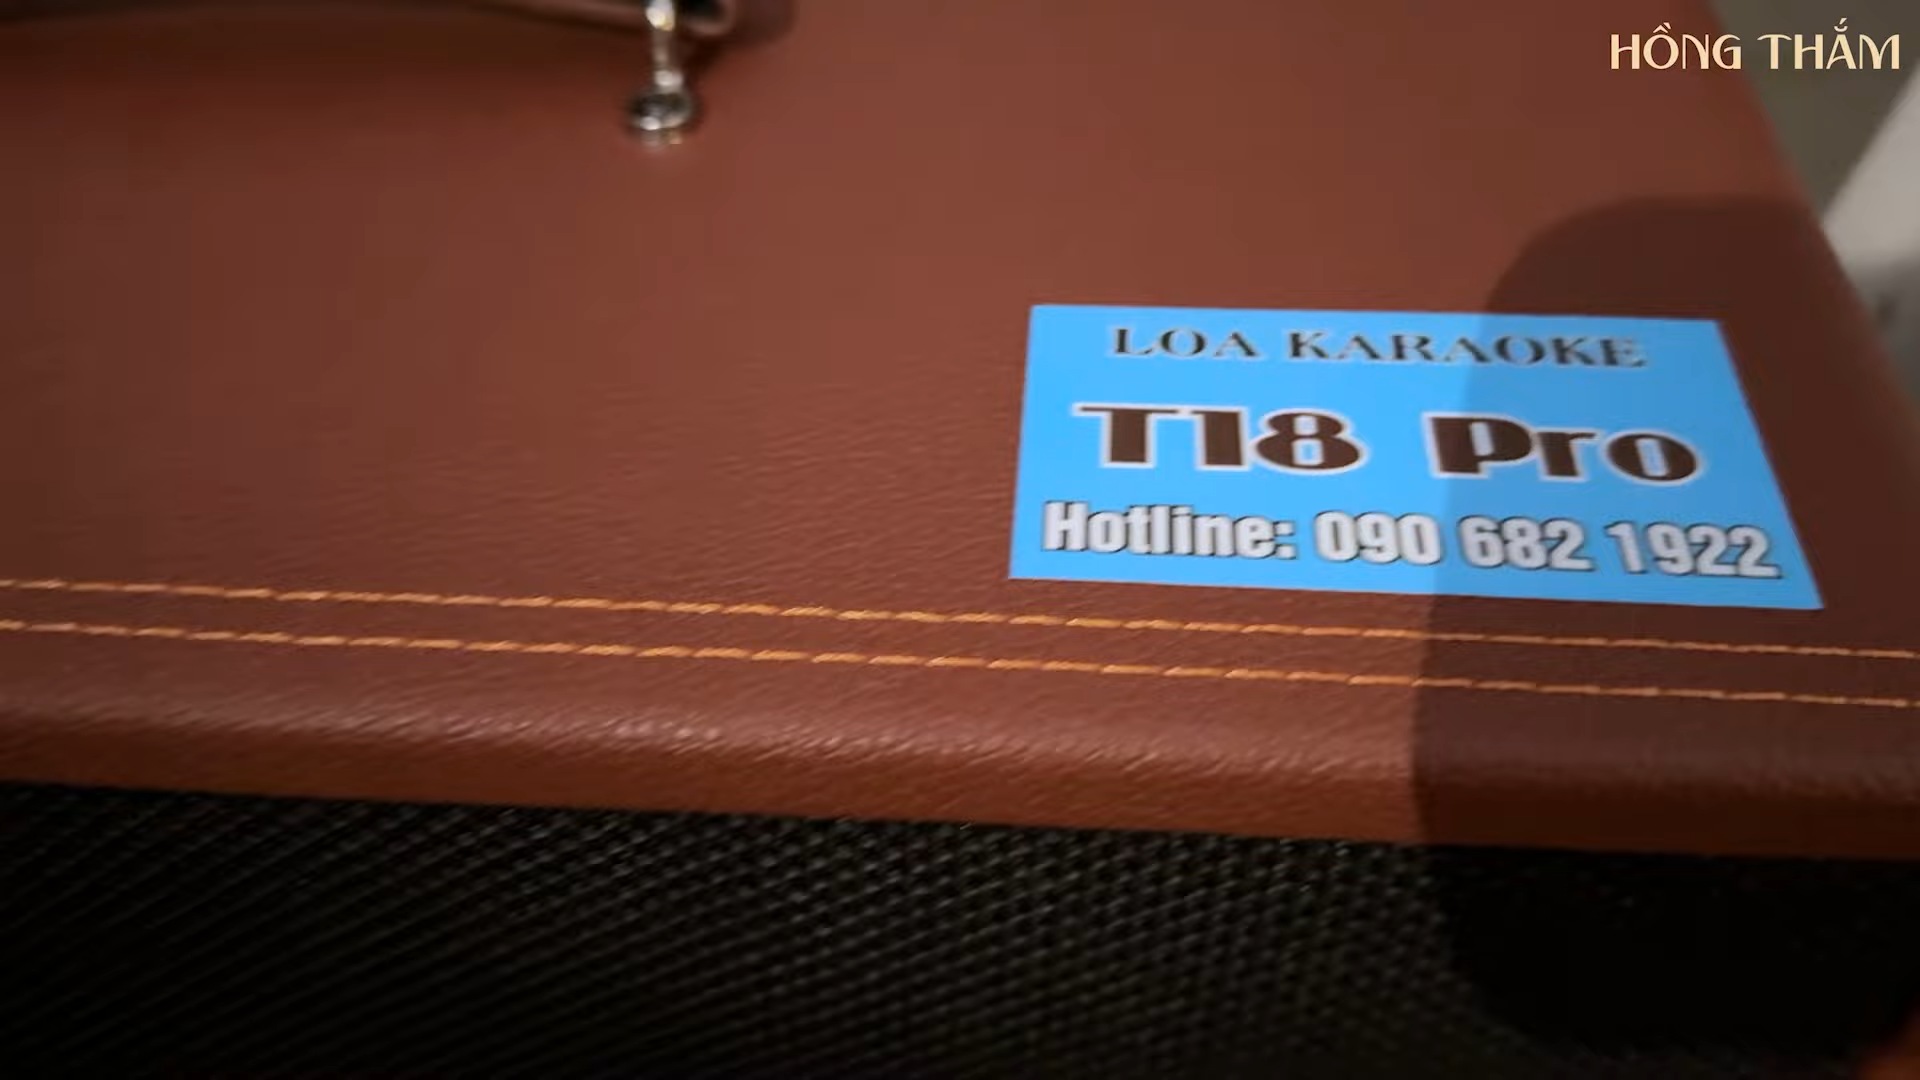 HỒNG THẮM
LOA KARAOKE
T18 Pro
Hotline: 090 682 1922